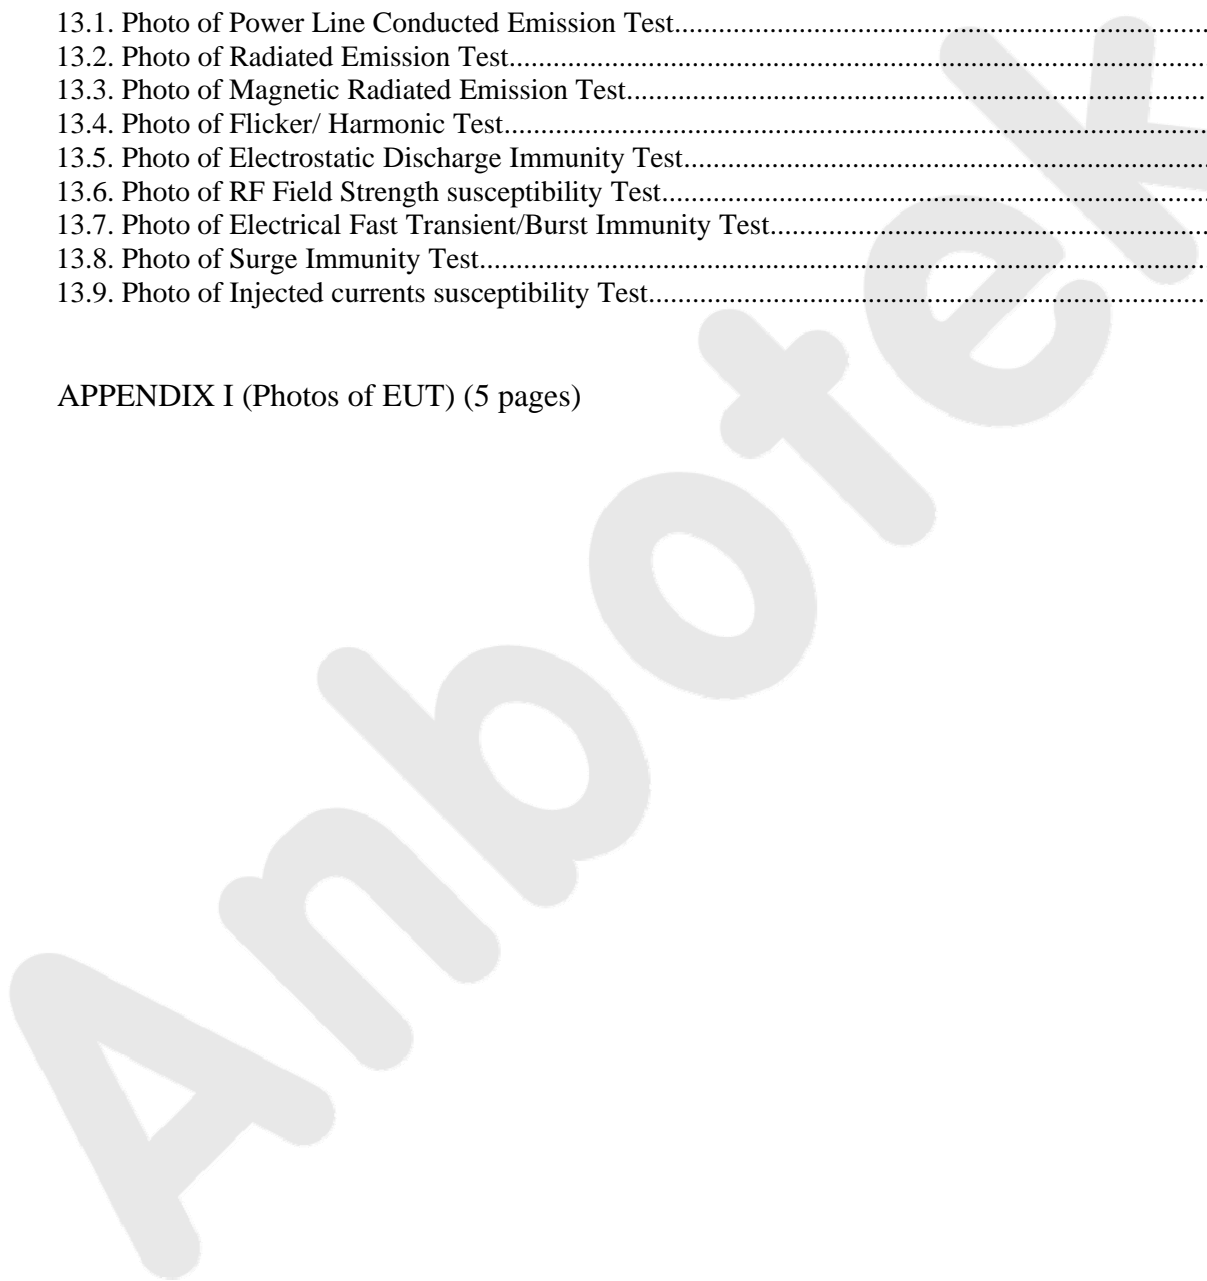 13.1. Photo of Power Line Conducted Emission Test........................................................................
13.2. Photo of Radiated Emission Test...............................................................................................
13.3. Photo of Magnetic Radiated Emission Test...............................................................................
13.4. Photo of Flicker/ Harmonic Test...............................................................................................
13.5. Photo of Electrostatic Discharge Immunity Test.......................................................................
13.6. Photo of RF Field Strength susceptibility Test..........................................................................
13.7. Photo of Electrical Fast Transient/Burst Immunity Test...........................................................
13.8. Photo of Surge Immunity Test...................................................................................................
13.9. Photo of Injected currents susceptibility Test...........................................................................
APPENDIX I (Photos of EUT) (5 pages)
Anbotek